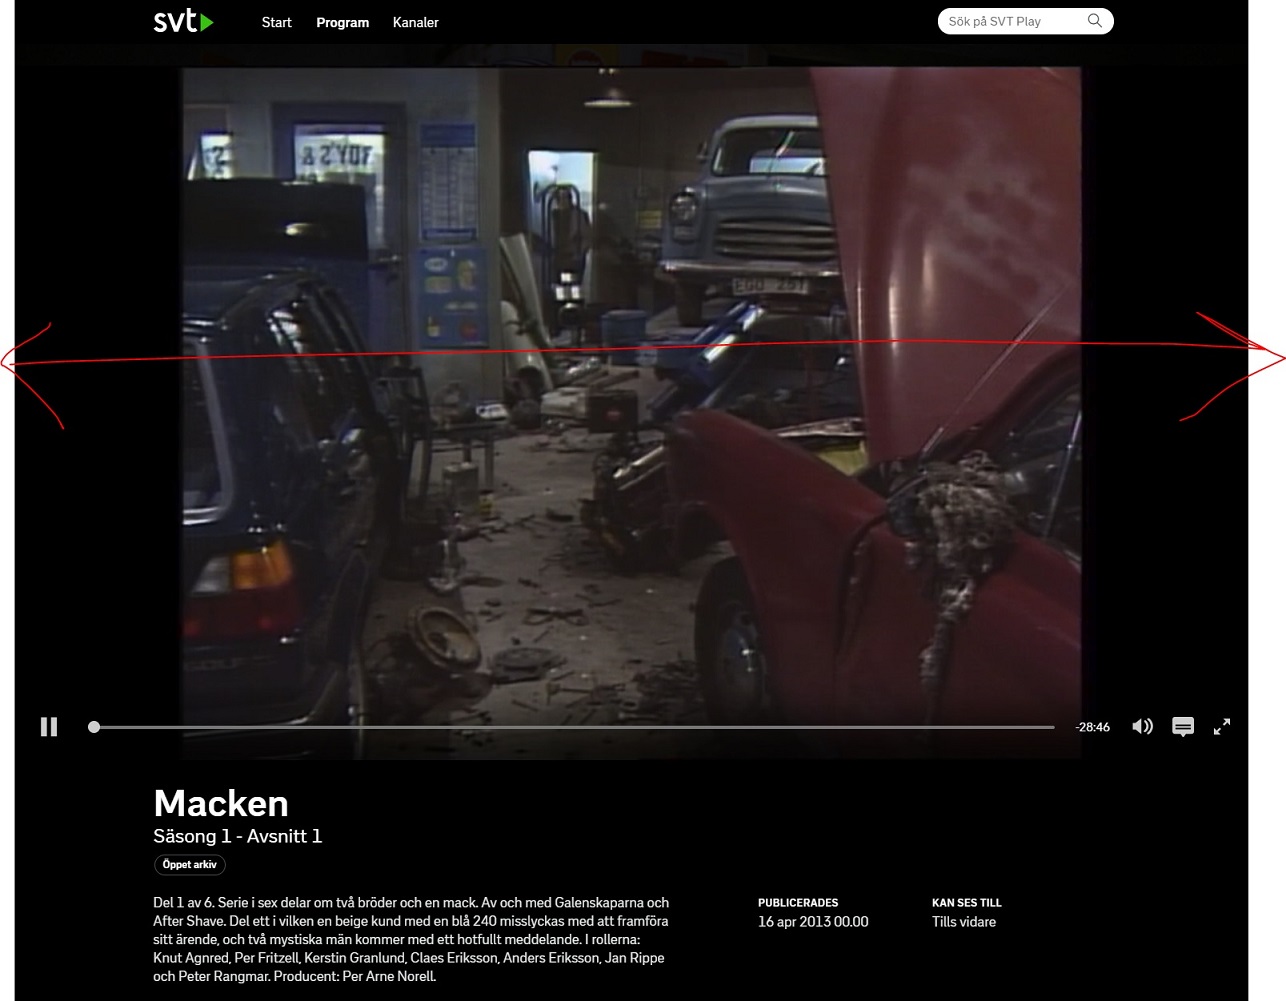 svt
Start
Program
Kanaler
Sök på SVT Play
-28:46
Macken
Säsong 1 - Avsnitt 1
Öppet arkiv
Del 1 av 6. Serie i sex delar om två bröder och en mack. Av och med Galenskaparna och
After Shave. Del ett i vilken en beige kund med en blå 240 misslyckas med att framföra
sitt ärende, och två mystiska män kommer med ett hotfullt meddelande. I rollerna:
Knut Agnred, Per Fritzell, Kerstin Granlund, Claes Eriksson, Anders Eriksson, Jan Rippe
och Peter Rangmar. Producent: Per Arne Norell.
PUBLICERADES
16 apr 2013 00.00
KAN SES TILL
Tills vidare